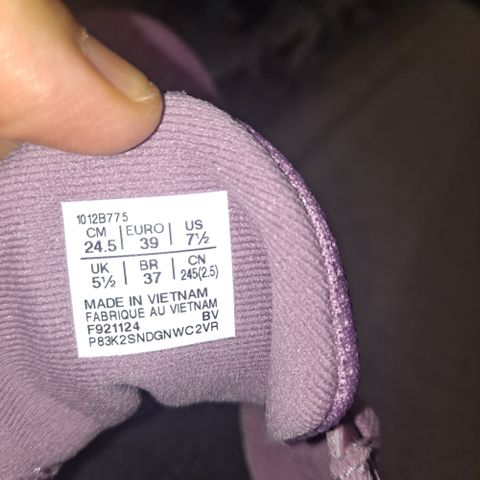 1012B775
CM EURO US
24.5 39 7½
UK BR CN
5½ 37 245(2.5)
MADE IN VIETNAM
FABRIQUE AU VIETNAM
F921124 BV
P83K2SNDGNWC2VR